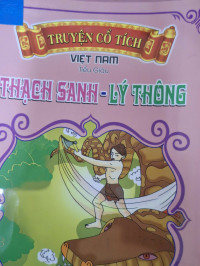 TRUYỆN CỔ TÍCH
VIỆT NAM
THẠCH SANH - LÝ THÔNG